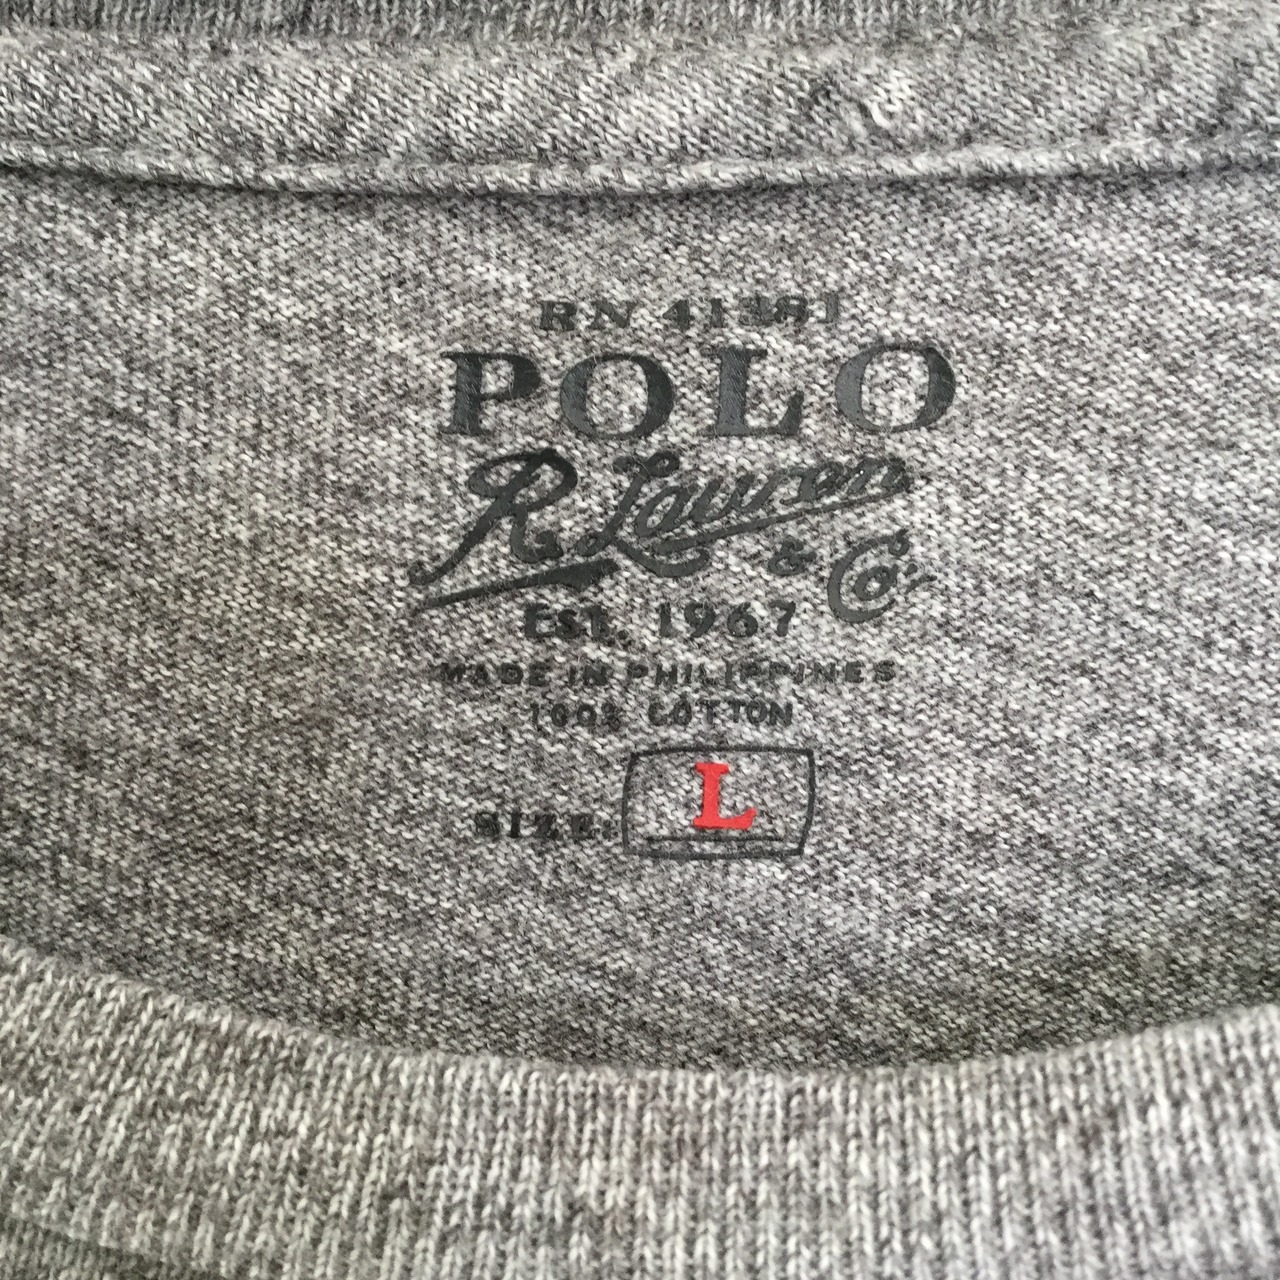 RN 41381
POLO
R Lauren
& Co.
EST. 1967
MADE IN PHILIPPINES
100% COTTON
SIZE: L